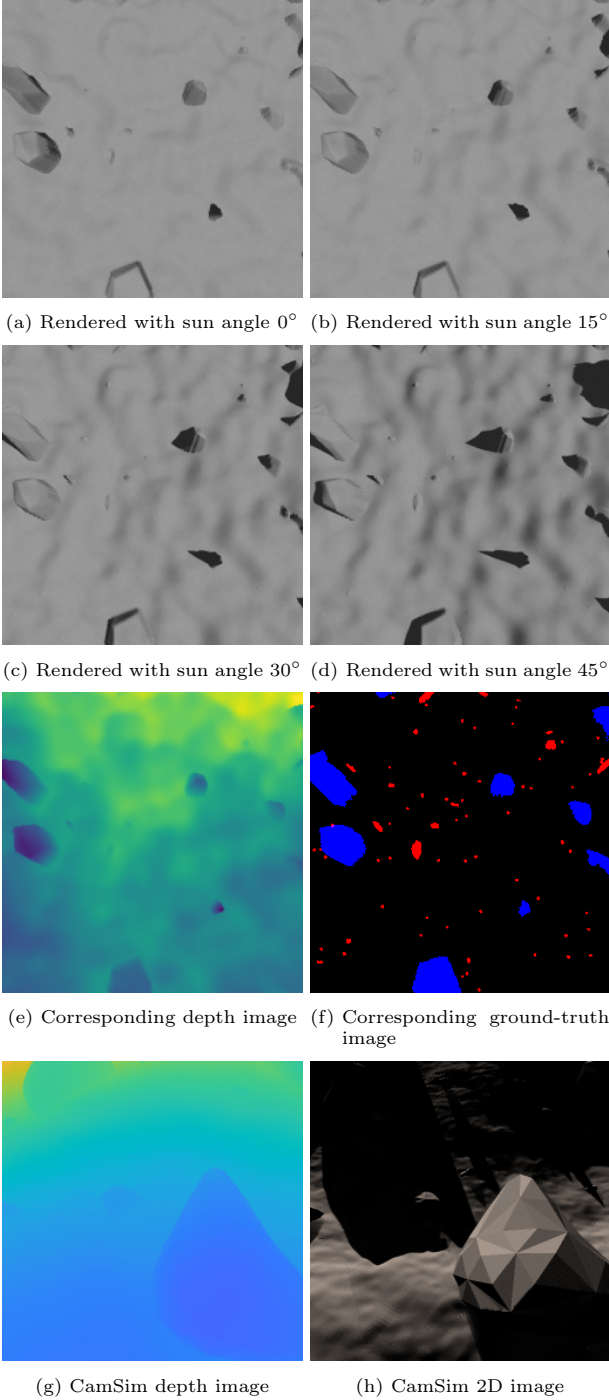 (a) Rendered with sun angle 0°
(b) Rendered with sun angle 15°
(c) Rendered with sun angle 30°
(d) Rendered with sun angle 45°
(e) Corresponding depth image
(f) Corresponding ground-truth
image
(g) CamSim depth image
(h) CamSim 2D image